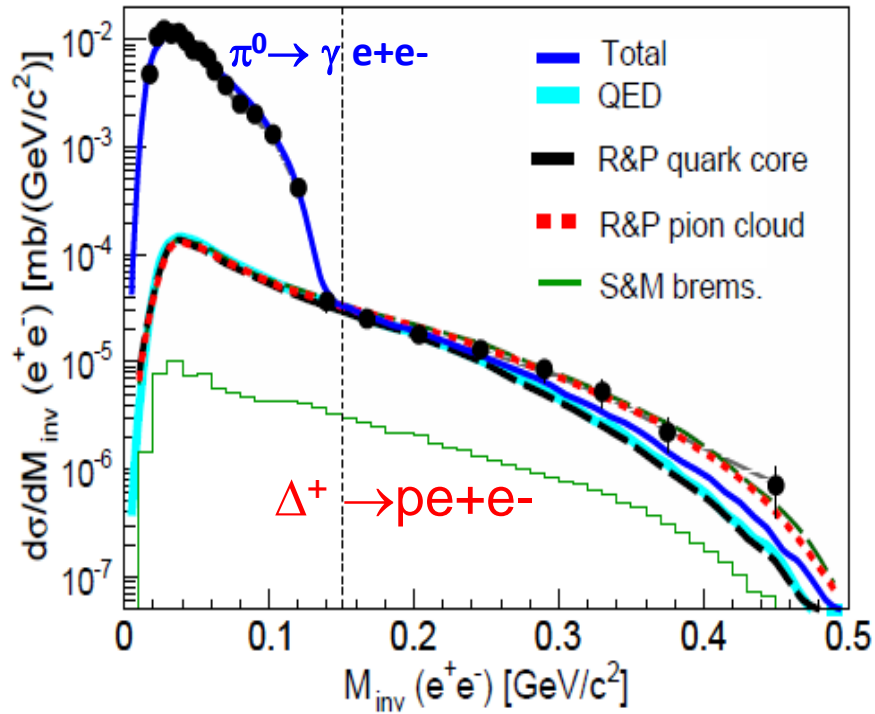 dσ/dM_inv (e⁺e⁻) [mb/(GeV/c²)]
10⁻²
10⁻³
10⁻⁴
10⁻⁵
10⁻⁶
10⁻⁷
π⁰→ γ e+e-
Total
QED
R&P quark core
R&P pion cloud
S&M brems.
Δ⁺ →pe+e-
0 0.1 0.2 0.3 0.4 0.5
M_inv (e⁺e⁻) [GeV/c²]